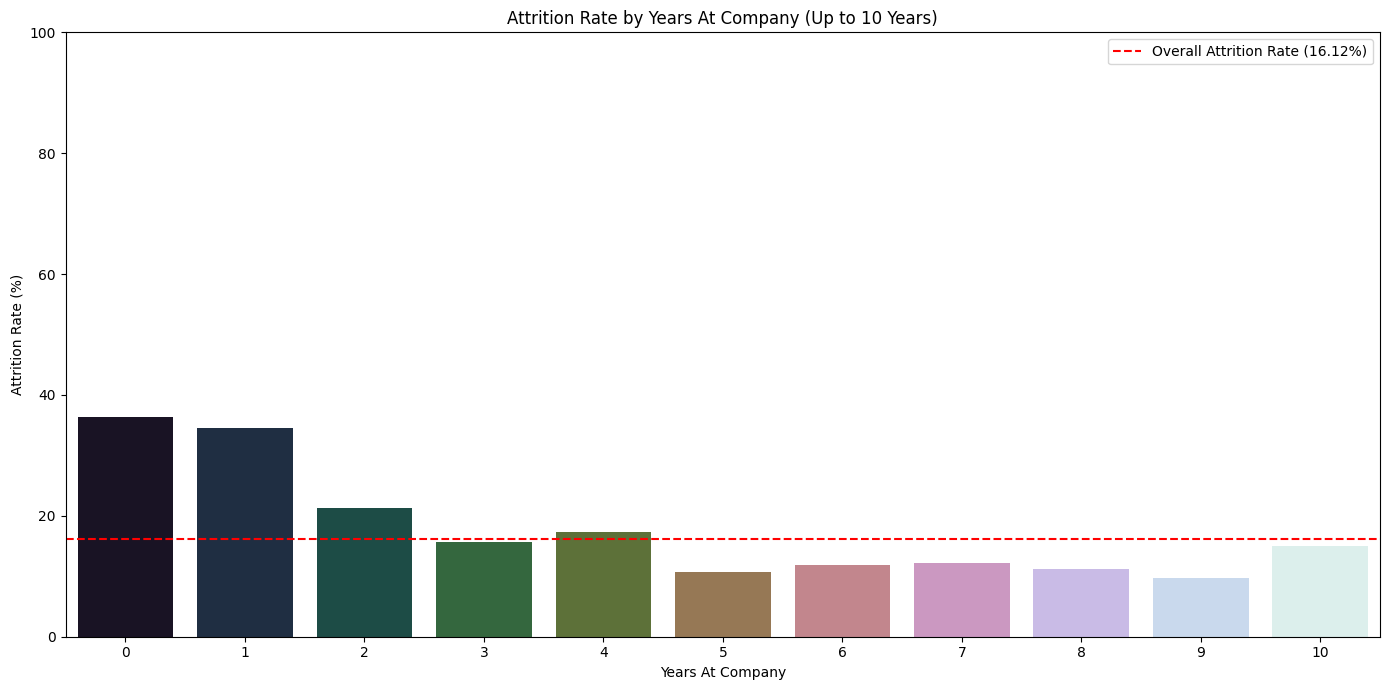 Attrition Rate by Years At Company (Up to 10 Years)
Overall Attrition Rate (16.12%)
Attrition Rate (%)
100
80
60
40
20
0
0 1 2 3 4 5 6 7 8 9 10
Years At Company